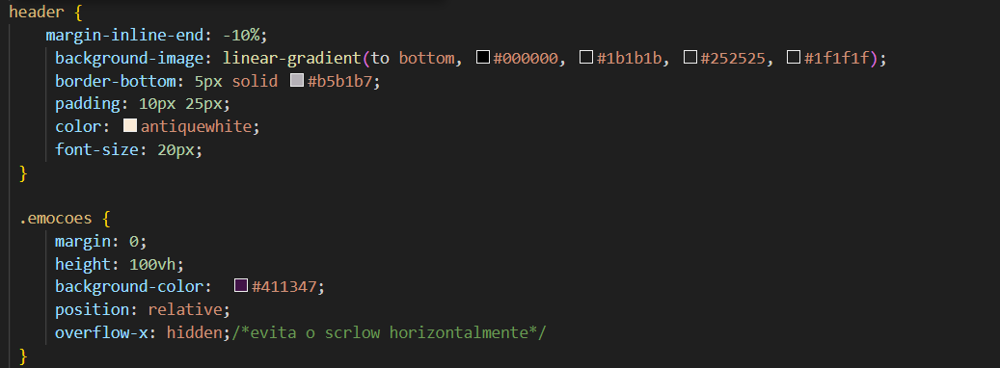 header {
margin-inline-end: -10%;
background-image: linear-gradient(to bottom, #000000, #1b1b1b, #252525, #1f1f1f);
border-bottom: 5px solid #b5b1b7;
padding: 10px 25px;
color: antiquewhite;
font-size: 20px;
}
.emocoes {
margin: 0;
height: 100vh;
background-color: #411347;
position: relative;
overflow-x: hidden;/*evita o scrlow horizontalmente*/
}